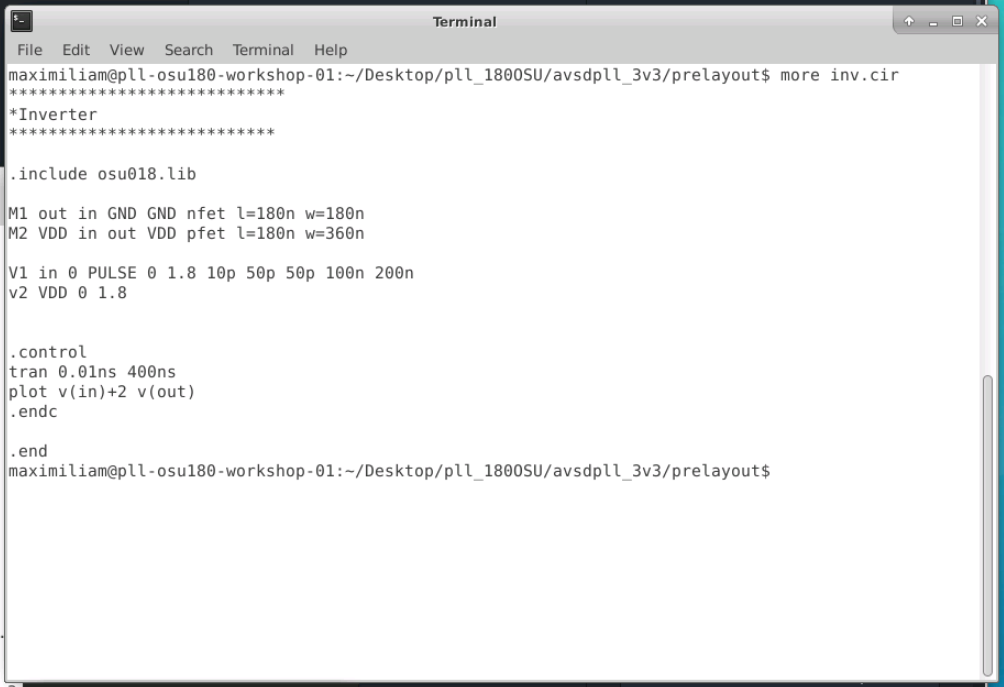 Terminal
File Edit View Search Terminal Help
maximiliam@pll-osu180-workshop-01:~/Desktop/pll_180OSU/avsdpll_3v3/prelayout$ more inv.cir
****************************
*Inverter
***************************
.include osu018.lib
M1 out in GND GND nfet l=180n w=180n
M2 VDD in out VDD pfet l=180n w=360n
V1 in 0 PULSE 0 1.8 10p 50p 50p 100n 200n
v2 VDD 0 1.8
.control
tran 0.01ns 400ns
plot v(in)+2 v(out)
.endc
.end
maximiliam@pll-osu180-workshop-01:~/Desktop/pll_180OSU/avsdpll_3v3/prelayout$